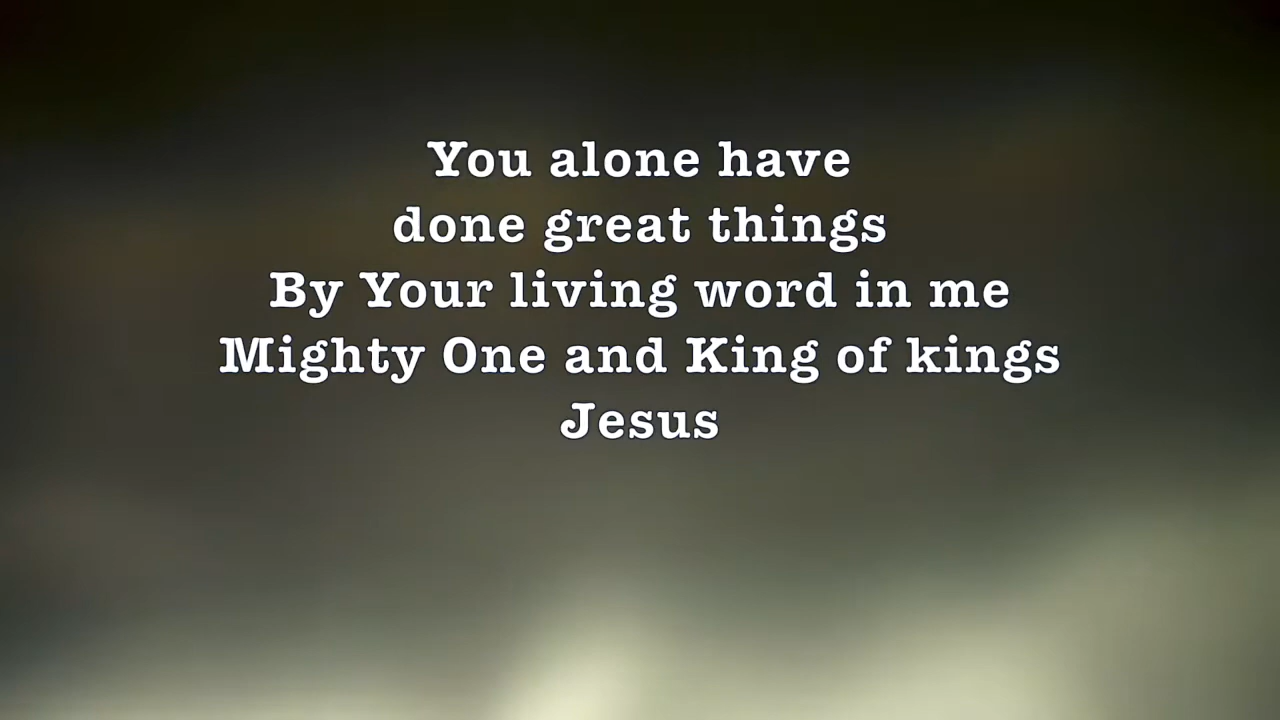 You alone have
done great things
By Your living word in me
Mighty One and King of kings
Jesus